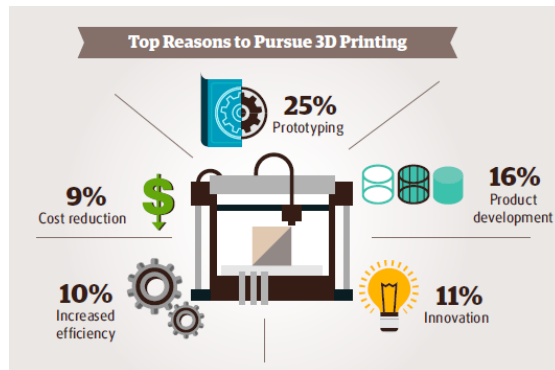 Top Reasons to Pursue 3D Printing
25%
Prototyping
16%
Product
development
11%
Innovation
10%
Increased
efficiency
9%
Cost reduction